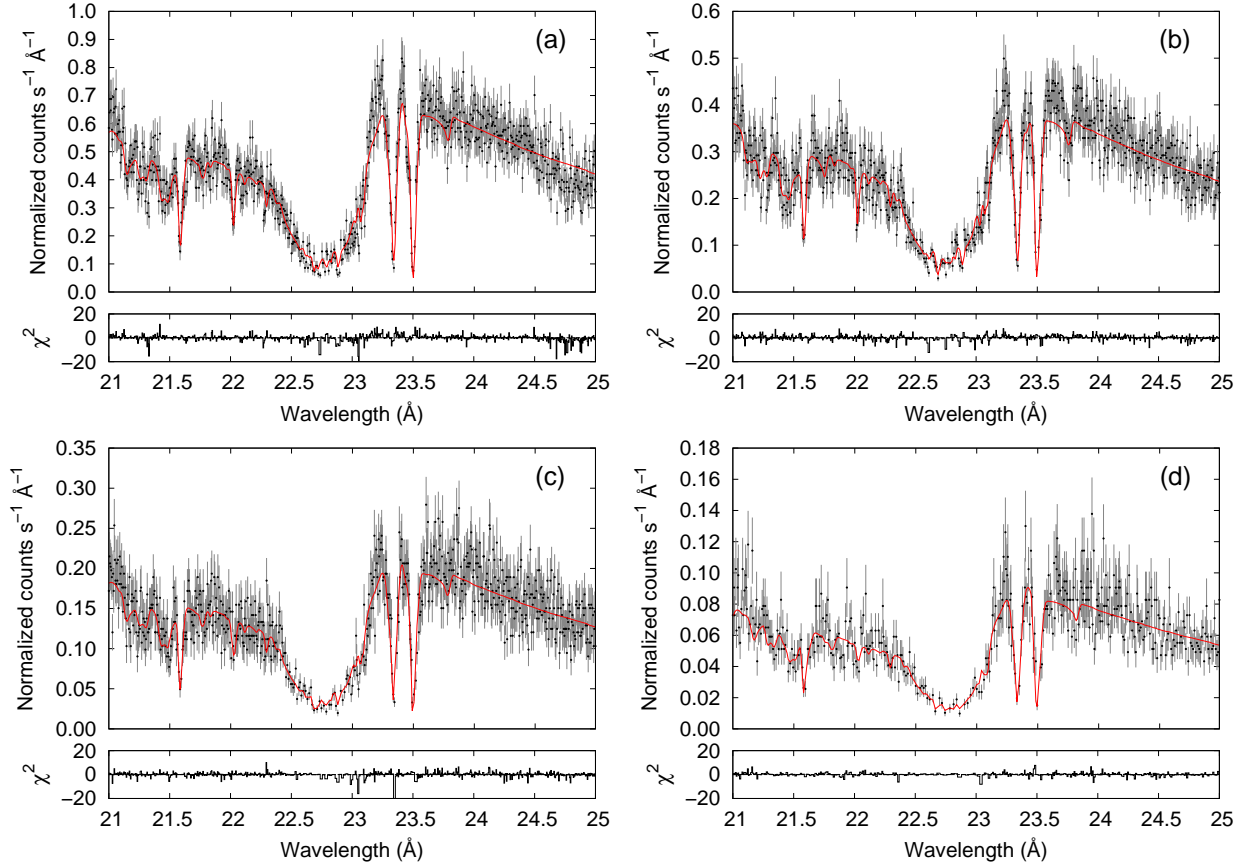 1.0
0.9
0.8
0.7
0.6
0.5
0.4
0.3
0.2
0.1
0.0
Normalized counts s⁻¹ Å⁻¹
(a)
20
0
−20
χ²
21 21.5 22 22.5 23 23.5 24 24.5 25
Wavelength (Å)
0.6
0.5
0.4
0.3
0.2
0.1
0.0
Normalized counts s⁻¹ Å⁻¹
(b)
20
0
−20
χ²
21 21.5 22 22.5 23 23.5 24 24.5 25
Wavelength (Å)
0.35
0.30
0.25
0.20
0.15
0.10
0.05
0.00
Normalized counts s⁻¹ Å⁻¹
(c)
20
0
−20
χ²
21 21.5 22 22.5 23 23.5 24 24.5 25
Wavelength (Å)
0.18
0.16
0.14
0.12
0.10
0.08
0.06
0.04
0.02
0.00
Normalized counts s⁻¹ Å⁻¹
(d)
20
0
−20
χ²
21 21.5 22 22.5 23 23.5 24 24.5 25
Wavelength (Å)